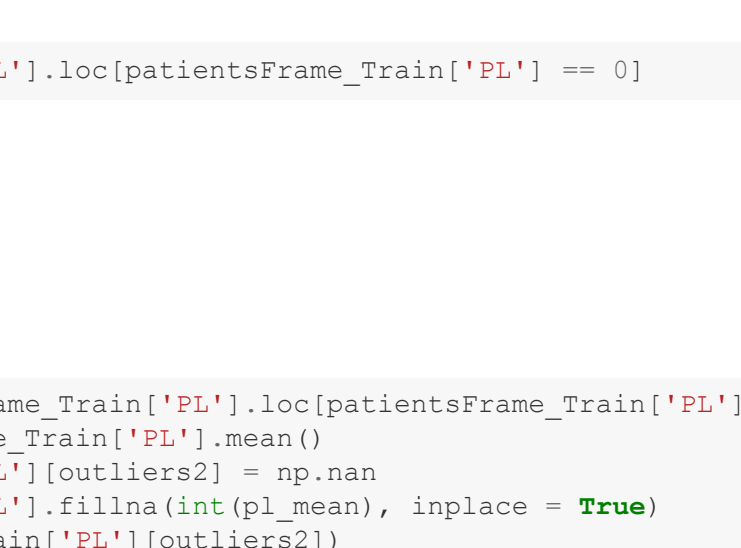 '].loc[patientsFrame_Train['PL'] == 0]
ame_Train['PL'].loc[patientsFrame_Train['PL']
e_Train['PL'].mean()
'][outliers2] = np.nan
'].fillna(int(pl_mean), inplace = True)
ain['PL'][outliers2])